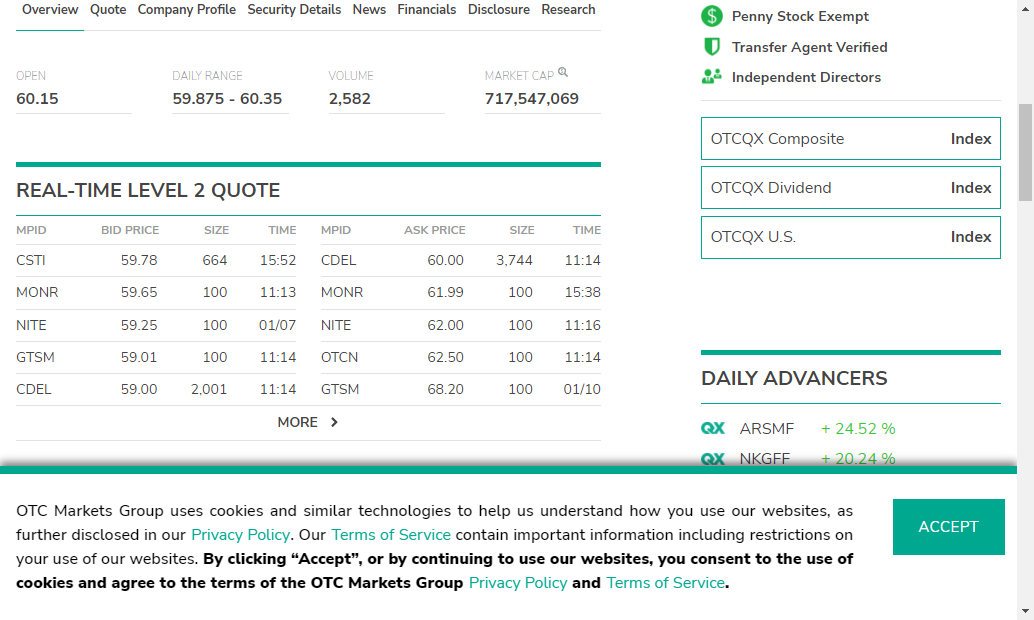 Overview Quote Company Profile Security Details News Financials Disclosure Research
OPEN DAILY RANGE VOLUME MARKET CAP
60.15 59.875 - 60.35 2,582 717,547,069
REAL-TIME LEVEL 2 QUOTE
MPID BID PRICE SIZE TIME MPID ASK PRICE SIZE TIME
CSTI 59.78 664 15:52 CDEL 60.00 3,744 11:14
MONR 59.65 100 11:13 MONR 61.99 100 15:38
NITE 59.25 100 01/07 NITE 62.00 100 11:16
GTSM 59.01 100 11:14 OTCN 62.50 100 11:14
CDEL 59.00 2,001 11:14 GTSM 68.20 100 01/10
MORE
Penny Stock Exempt
Transfer Agent Verified
Independent Directors
OTCQX Composite Index
OTCQX Dividend Index
OTCQX U.S. Index
DAILY ADVANCERS
QX ARSMF + 24.52 %
QX NKGFF + 20.24 %
OTC Markets Group uses cookies and similar technologies to help us understand how you use our websites, as
further disclosed in our Privacy Policy. Our Terms of Service contain important information including restrictions on
your use of our websites. By clicking “Accept”, or by continuing to use our websites, you consent to the use of
cookies and agree to the terms of the OTC Markets Group Privacy Policy and Terms of Service.
ACCEPT